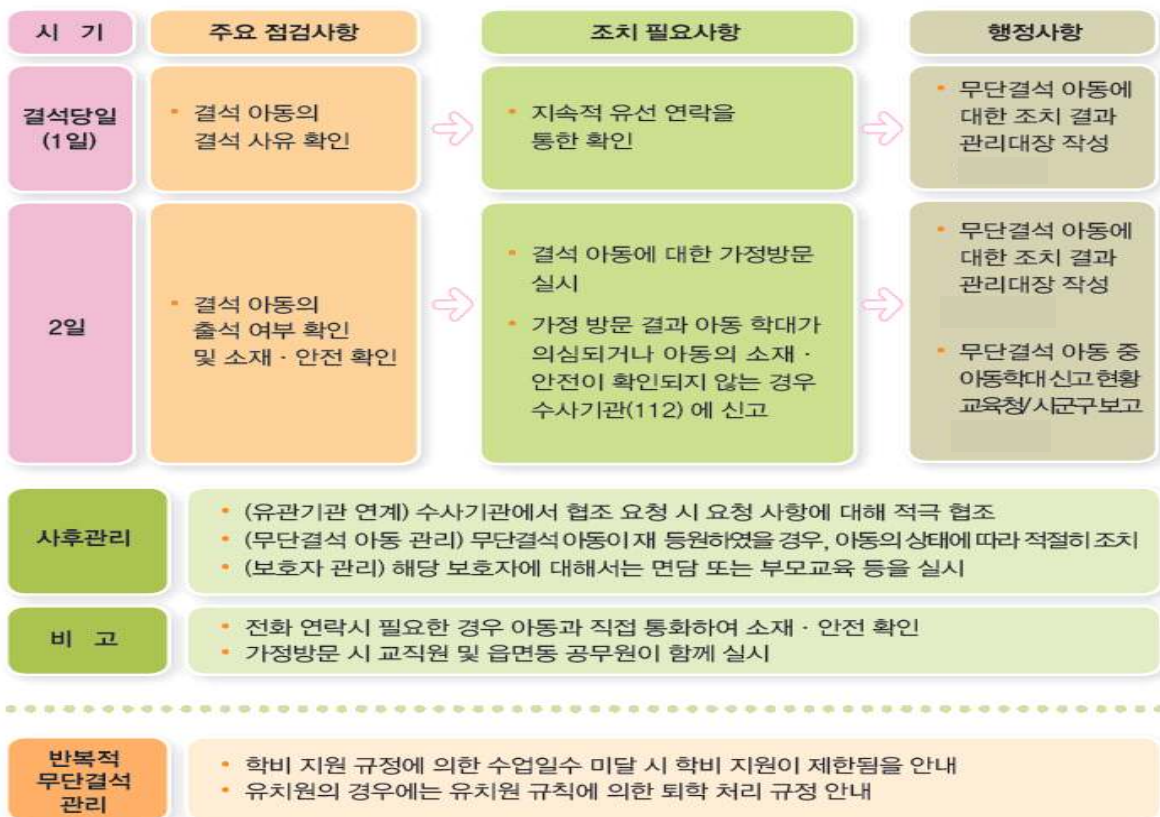 시 기
주요 점검사항
조치 필요사항
행정사항
결석당일
(1일)
• 결석 아동의
결석 사유 확인
• 지속적 유선 연락을
통한 확인
• 무단결석 아동에
대한 조치 결과
관리대장 작성
2일
• 결석 아동의
출석 여부 확인
및 소재 · 안전 확인
• 결석 아동에 대한 가정방문
실시
• 가정 방문 결과 아동 학대가
의심되거나 아동의 소재 ·
안전이 확인되지 않는 경우
수사기관(112) 에 신고
• 무단결석 아동에
대한 조치 결과
관리대장 작성
• 무단결석 아동 중
아동학대 신고 현황
교육청/시군구 보고
사후관리
• (유관기관 연계) 수사기관에서 협조 요청 시 요청 사항에 대해 적극 협조
• (무단결석 아동 관리) 무단결석 아동이 재 등원하였을 경우, 아동의 상태에 따라 적절히 조치
• (보호자 관리) 해당 보호자에 대해서는 면담 또는 부모교육 등을 실시
비 고
• 전화 연락시 필요한 경우 아동과 직접 통화하여 소재 · 안전 확인
• 가정방문 시 교직원 및 읍면동 공무원이 함께 실시
반복적
무단결석
관리
• 학비 지원 규정에 의한 수업일수 미달 시 학비 지원이 제한됨을 안내
• 유치원의 경우에는 유치원 규칙에 의한 퇴학 처리 규정 안내